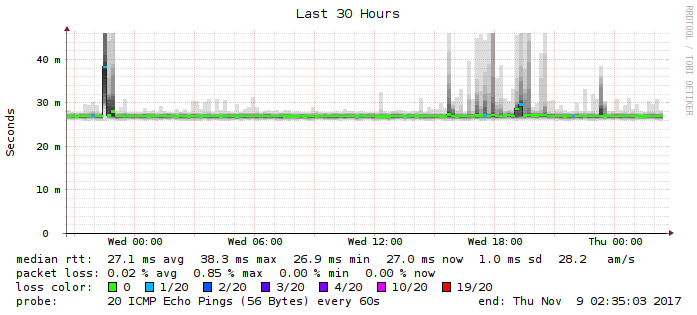 Last 30 Hours
RRDTOOL / TOBI OETIKER
Seconds
40 m
30 m
20 m
10 m
0
Wed 00:00 Wed 06:00 Wed 12:00 Wed 18:00 Thu 00:00
median rtt: 27.1 ms avg 38.3 ms max 26.9 ms min 27.0 ms now 1.0 ms sd 28.2 am/s
packet loss: 0.02 % avg 0.85 % max 0.00 % min 0.00 % now
loss color: 0 1/20 2/20 3/20 4/20 10/20 19/20
probe: 20 ICMP Echo Pings (56 Bytes) every 60s end: Thu Nov 9 02:35:03 2017